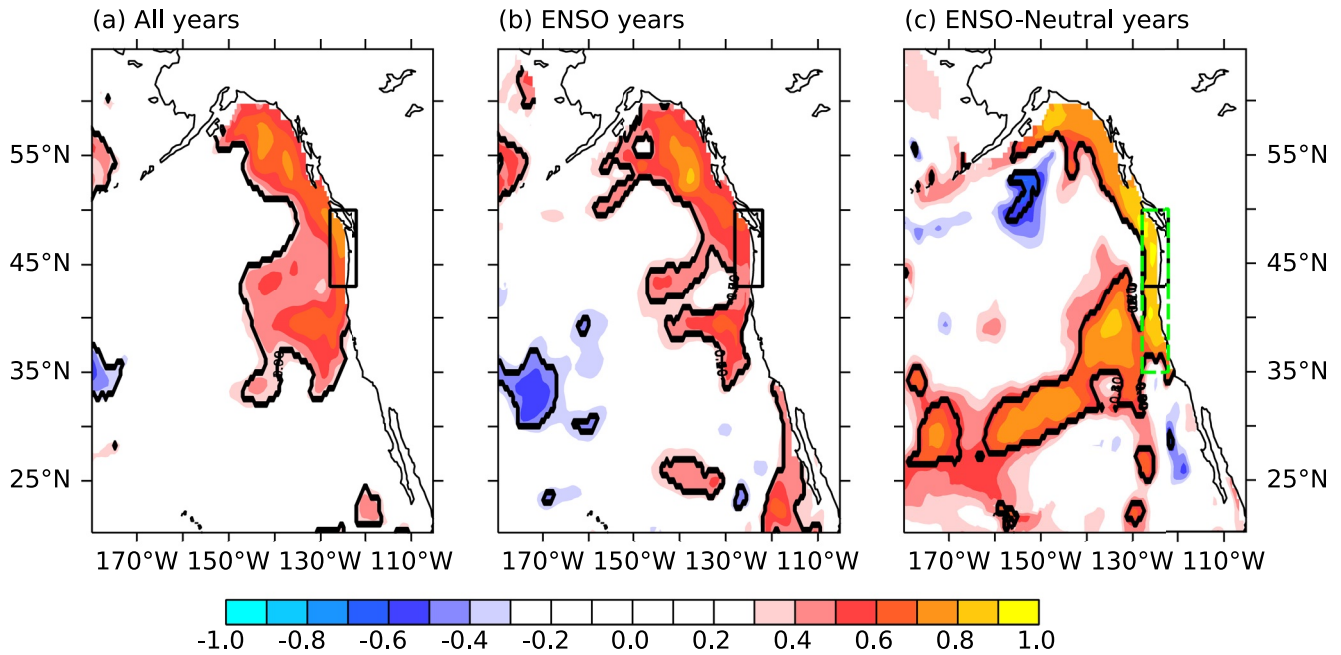 (a) All years (b) ENSO years (c) ENSO-Neutral years
55°N 55°N
45°N 45°N
35°N 35°N
25°N 25°N
170°W 150°W 130°W 110°W 170°W 150°W 130°W 110°W 170°W 150°W 130°W 110°W
-1.0 -0.8 -0.6 -0.4 -0.2 0.0 0.2 0.4 0.6 0.8 1.0